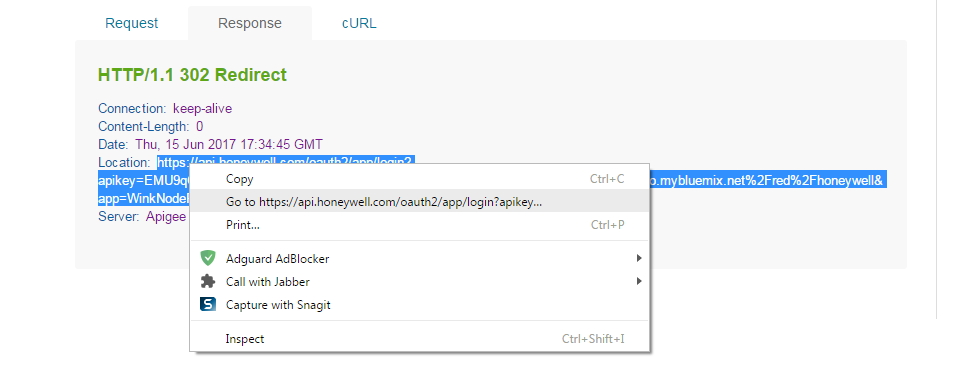 Request Response cURL
HTTP/1.1 302 Redirect
Connection: keep-alive
Content-Length: 0
Date: Thu, 15 Jun 2017 17:34:45 GMT
Location: https://api.honeywell.com/oauth2/app/login?
apikey=EMU9q .mybluemix.net%2Fred%2Fhoneywell&
app=WinkNode
Server: Apigee
Copy Ctrl+C
Go to https://api.honeywell.com/oauth2/app/login?apikey...
Print... Ctrl+P
Adguard AdBlocker
Call with Jabber
S Capture with Snagit
Inspect Ctrl+Shift+I